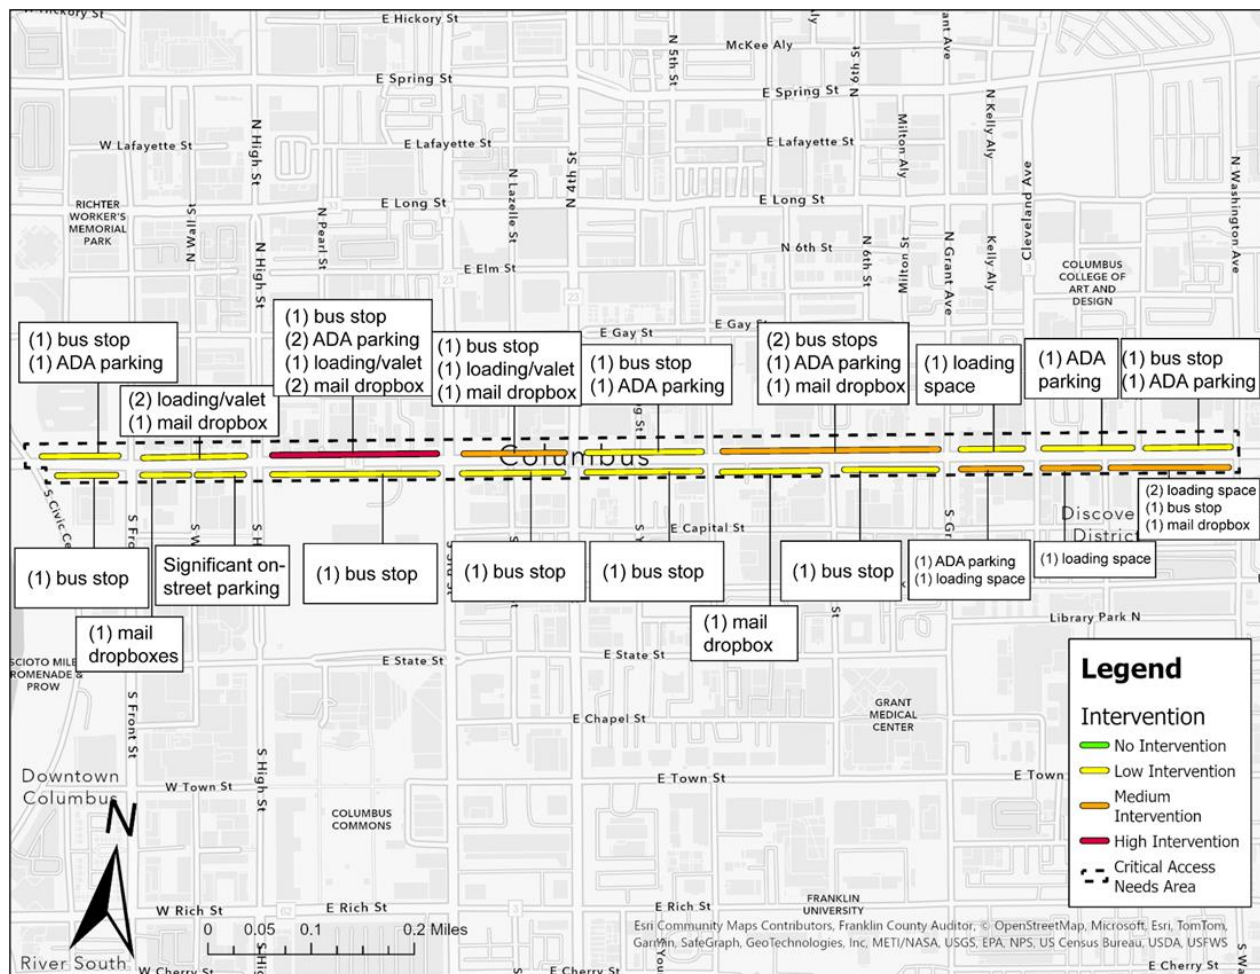 E Hickory St
McKee Aly
N 5th St
N 6th St
E Spring St
E Spring St
N High St
W Lafayette St
E Lafayette St
E Lafayette St
Milton Aly
N Kelly Aly
Cleveland Ave
N Washington Ave
N 4th St
N Lazelle St
RICHTER
WORKER'S
MEMORIAL
PARK
N Wall St
N Pearl St
E Long St
E Long St
N High St
N 6th St
N 6th St
Milton St
N Grant Ave
Kelly Aly
E Elm St
23
23
3
COLUMBUS
COLLEGE OF
ART AND
DESIGN
E Gay St
E Gay St
(1) bus stop
(1) ADA parking
(2) loading/valet
(1) mail dropbox
(1) bus stop
(2) ADA parking
(1) loading/valet
(2) mail dropbox
(1) bus stop
(1) loading/valet
(1) mail dropbox
(1) bus stop
(1) ADA parking
(2) bus stops
(1) ADA parking
(1) mail dropbox
(1) loading
space
(1) ADA
parking
(1) bus stop
(1) ADA parking
Columbus
E Capital St
(1) bus stop
(1) mail
dropboxes
Significant on-
street parking
(1) bus stop
(1) bus stop
(1) bus stop
(1) mail
dropbox
(1) bus stop
(1) ADA parking
(1) loading space
(1) loading space
(2) loading space
(1) bus stop
(1) mail dropbox
Library Park N
E State St
S Front St
S High St
E Chapel St
GRANT
MEDICAL
CENTER
Downtown
Columbus
W Town St
E Town St
E Town
COLUMBUS
COMMONS
N
W Rich St
E Rich St
E Rich St
62
3
FRANKLIN
UNIVERSITY
0
0.05
0.1
0.2 Miles
River South
W Cherry St
E Cherry St
E Cherry St
Legend
Intervention
No Intervention
Low Intervention
Medium
Intervention
High Intervention
Critical Access
Needs Area
Esri Community Maps Contributors, Franklin County Auditor, © OpenStreetMap, Microsoft, Esri, TomTom,
Garmin, SafeGraph, GeoTechnologies, Inc, METI/NASA, USGS, EPA, NPS, US Census Bureau, USDA, USFWS